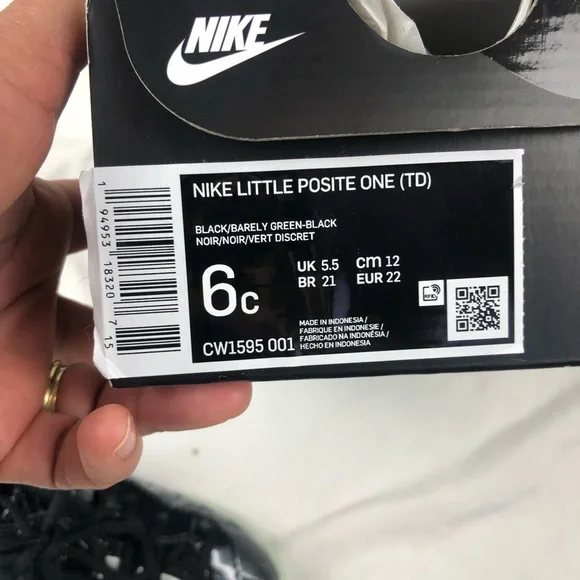 NIKE
NIKE LITTLE POSITE ONE (TD)
BLACK/BARELY GREEN-BLACK
NOIR/NOIR/VERT DISCRET
6C
UK 5.5 CM 12
BR 21 EUR 22
RFID
CW1595 001
MADE IN INDONESIA /
FABRIQUE EN INDONESIE /
FABRICADO NA INDONÉSIA /
HECHO EN INDONESIA
1 94953 18320 7 15